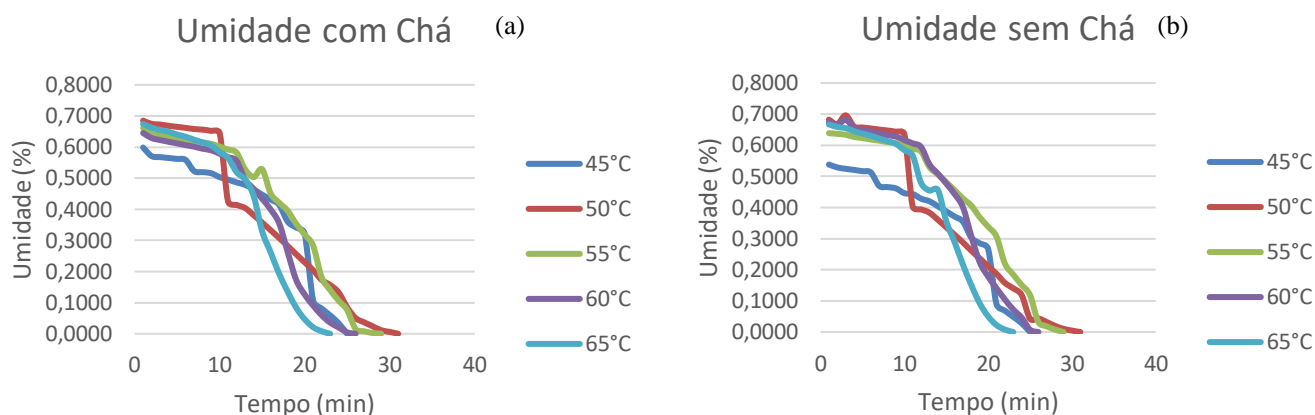 Umidade com Chá (a)
Umidade (%)
0,8000
0,7000
0,6000
0,5000
0,4000
0,3000
0,2000
0,1000
0,0000
0 10 20 30 40
Tempo (min)
45°C
50°C
55°C
60°C
65°C
Umidade sem Chá (b)
Umidade (%)
0,8000
0,7000
0,6000
0,5000
0,4000
0,3000
0,2000
0,1000
0,0000
0 10 20 30 40
Tempo (min)
45°C
50°C
55°C
60°C
65°C